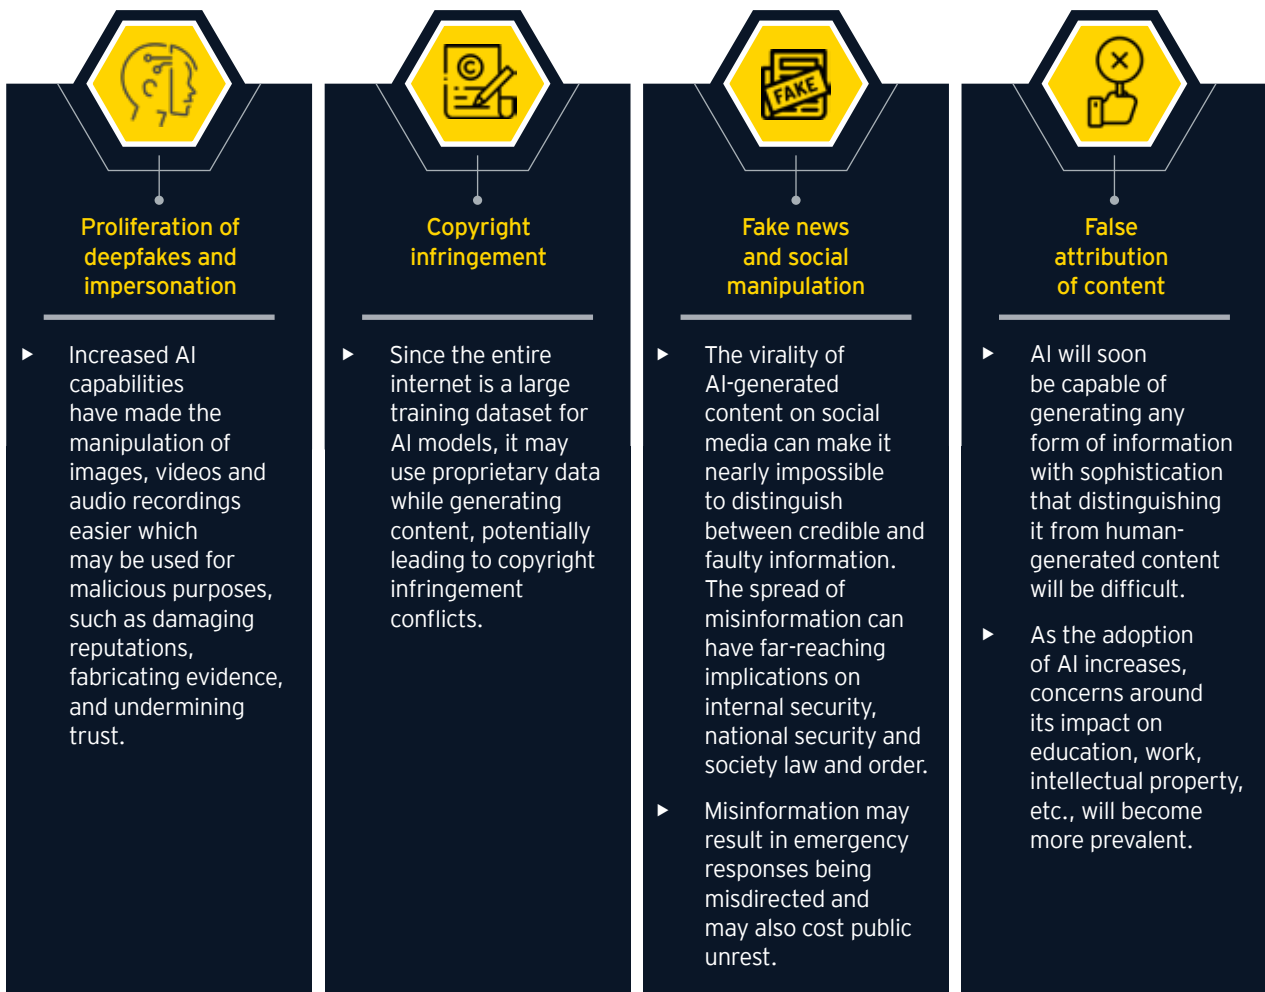 ©
FAKE
Proliferation of
deepfakes and
impersonation
▶ Increased AI
capabilities
have made the
manipulation of
images, videos and
audio recordings
easier which
may be used for
malicious purposes,
such as damaging
reputations,
fabricating evidence,
and undermining
trust.
Copyright
infringement
▶ Since the entire
internet is a large
training dataset for
AI models, it may
use proprietary data
while generating
content, potentially
leading to copyright
infringement
conflicts.
Fake news
and social
manipulation
▶ The virality of
AI-generated
content on social
media can make it
nearly impossible
to distinguish
between credible and
faulty information.
The spread of
misinformation can
have far-reaching
implications on
internal security,
national security and
society law and order.
▶ Misinformation may
result in emergency
responses being
misdirected and
may also cost public
unrest.
False
attribution
of content
▶ AI will soon
be capable of
generating any
form of information
with sophistication
that distinguishing
it from human-
generated content
will be difficult.
▶ As the adoption
of AI increases,
concerns around
its impact on
education, work,
intellectual property,
etc., will become
more prevalent.